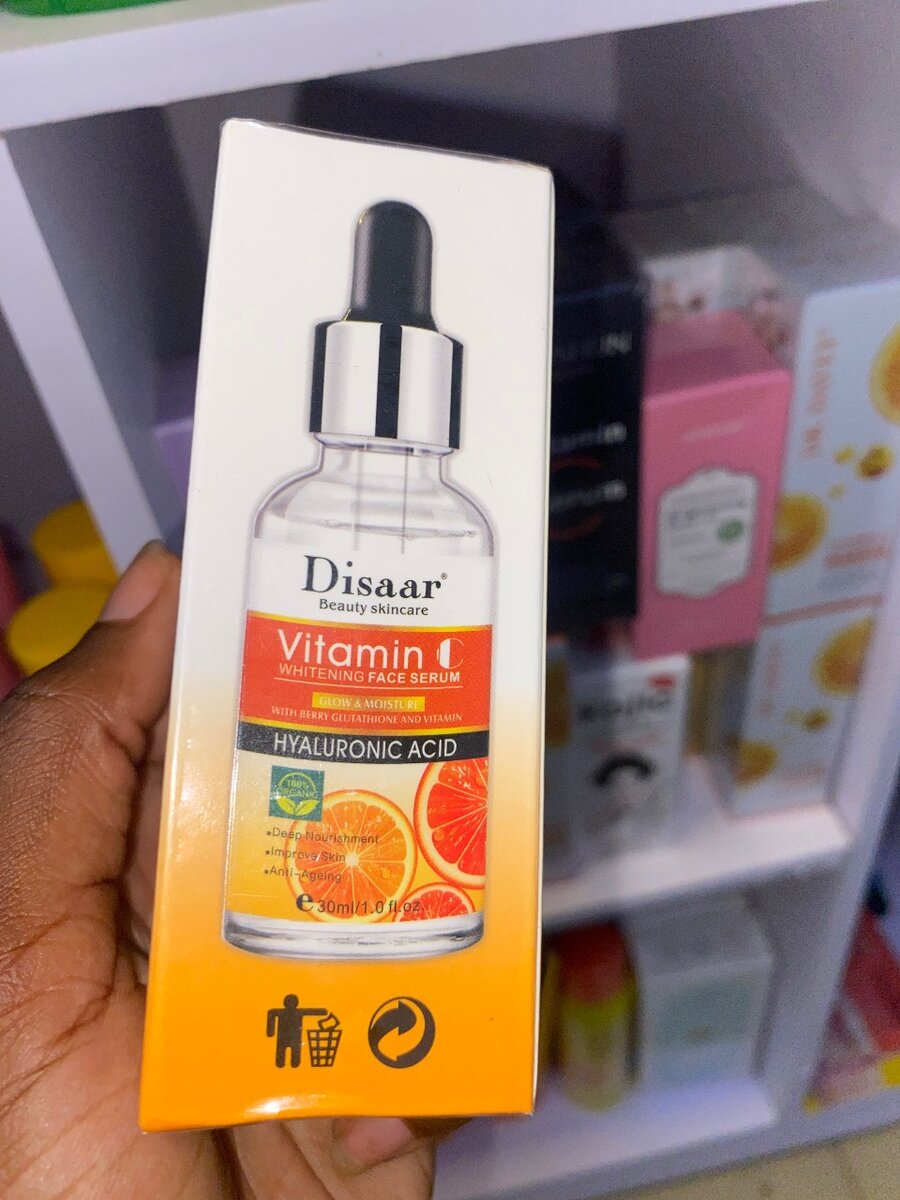 Disaar®
Beauty skincare
Vitamin C
WHITENING FACE SERUM
GLOW & MOISTURE
WITH BERRY GLUTATHIONE AND VITAMIN
HYALURONIC ACID
100%
ORGANIC
▪Deep Nourishment
▪Improve Skin
▪Anti-Ageing
e 30ml/1.0 fl.oz.